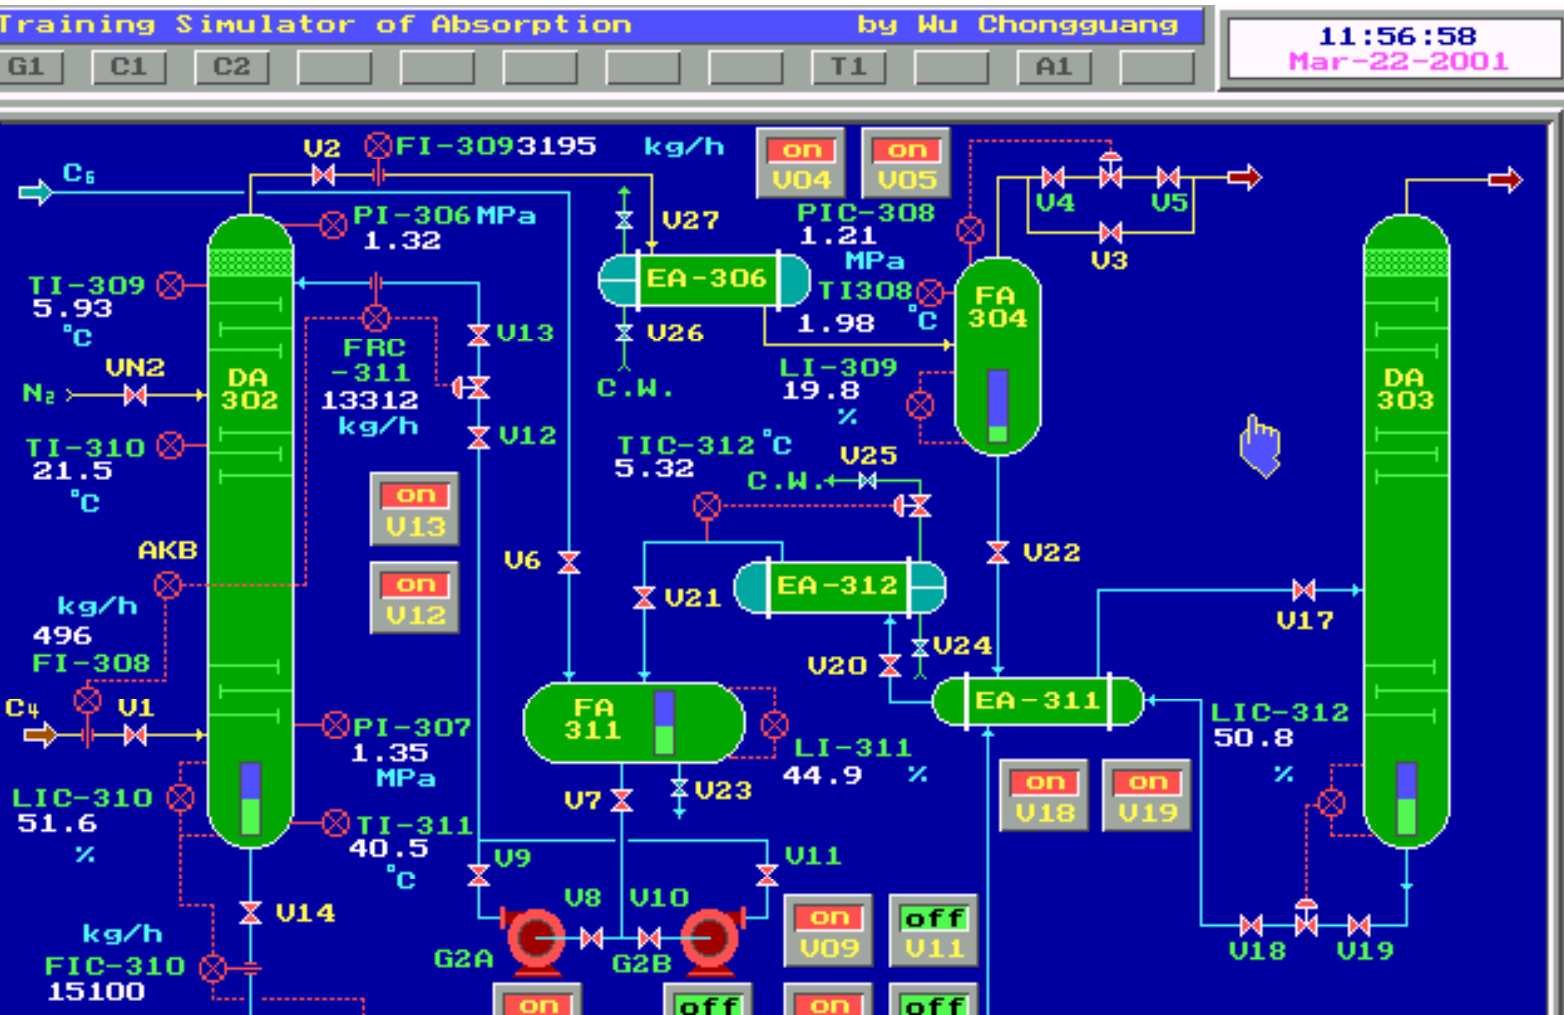 Training Simulator of Absorption by Wu Chongguang
11:56:58
Mar-22-2001
G1 C1 C2 T1 A1
V2 FI-309 3195 kg/h
on V04
on V05
C6
PI-306 MPa
1.32
V27
PIC-308
1.21
MPa
V4 V5
V3
TI-309
5.93
°C
EA-306
TI308
1.98 °C
FA
304
V13
V26
C.W.
FRC
-311
13312
kg/h
LI-309
19.8
%
VN2
N2
DA
302
DA
303
V12
TI-310
21.5
°C
TIC-312 °C
5.32
V25
C.W.
on
V13
AKB
V6
V22
on
V12
EA-312
V21
kg/h
496
FI-308
V17
V24
V20
C4 V1
PI-307
1.35
MPa
FA
311
EA-311
LIC-312
50.8
%
LI-311
44.9 %
on V18
on V19
LIC-310
51.6
%
V7 V23
TI-311
40.5
°C
V9 V11
V8 V10
V14
on V09
off V11
kg/h
FIC-310
15100
G2A G2B
V18 V19
on off on off